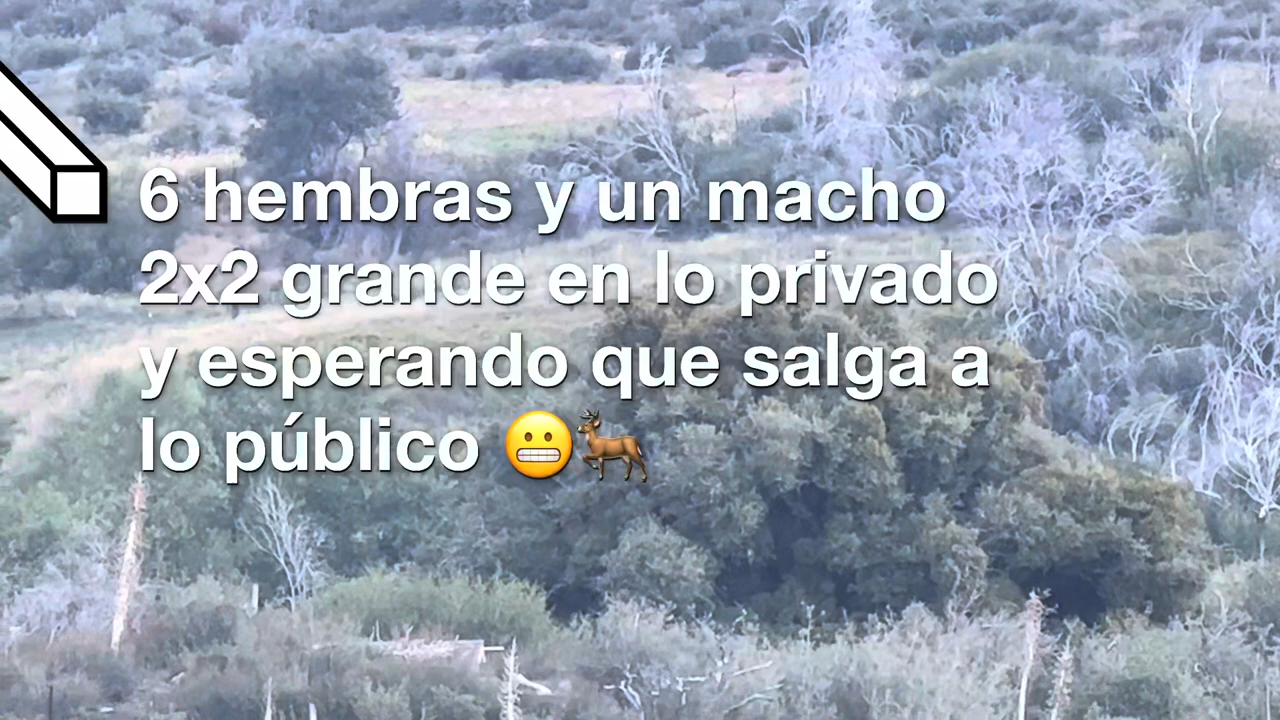 6 hembras y un macho
2x2 grande en lo privado
y esperando que salga a
lo público 😬🦌